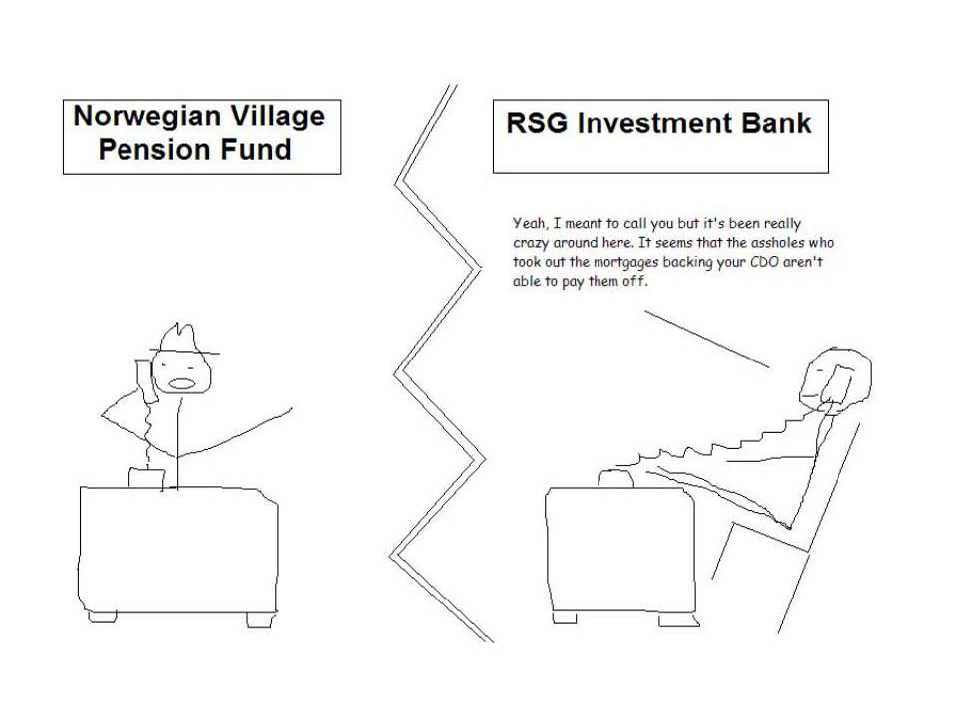 Norwegian Village
Pension Fund
RSG Investment Bank
Yeah, I meant to call you but it's been really
crazy around here. It seems that the assholes who
took out the mortgages backing your CDO aren't
able to pay them off.